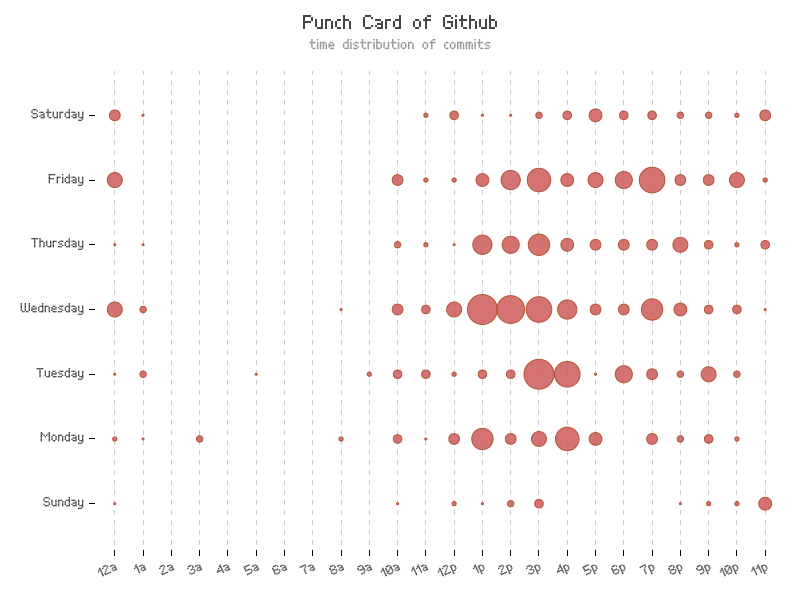 Punch Card of Github
time distribution of commits
Saturday
Friday
Thursday
Wednesday
Tuesday
Monday
Sunday
12a 1a 2a 3a 4a 5a 6a 7a 8a 9a 10a 11a 12p 1p 2p 3p 4p 5p 6p 7p 8p 9p 10p 11p